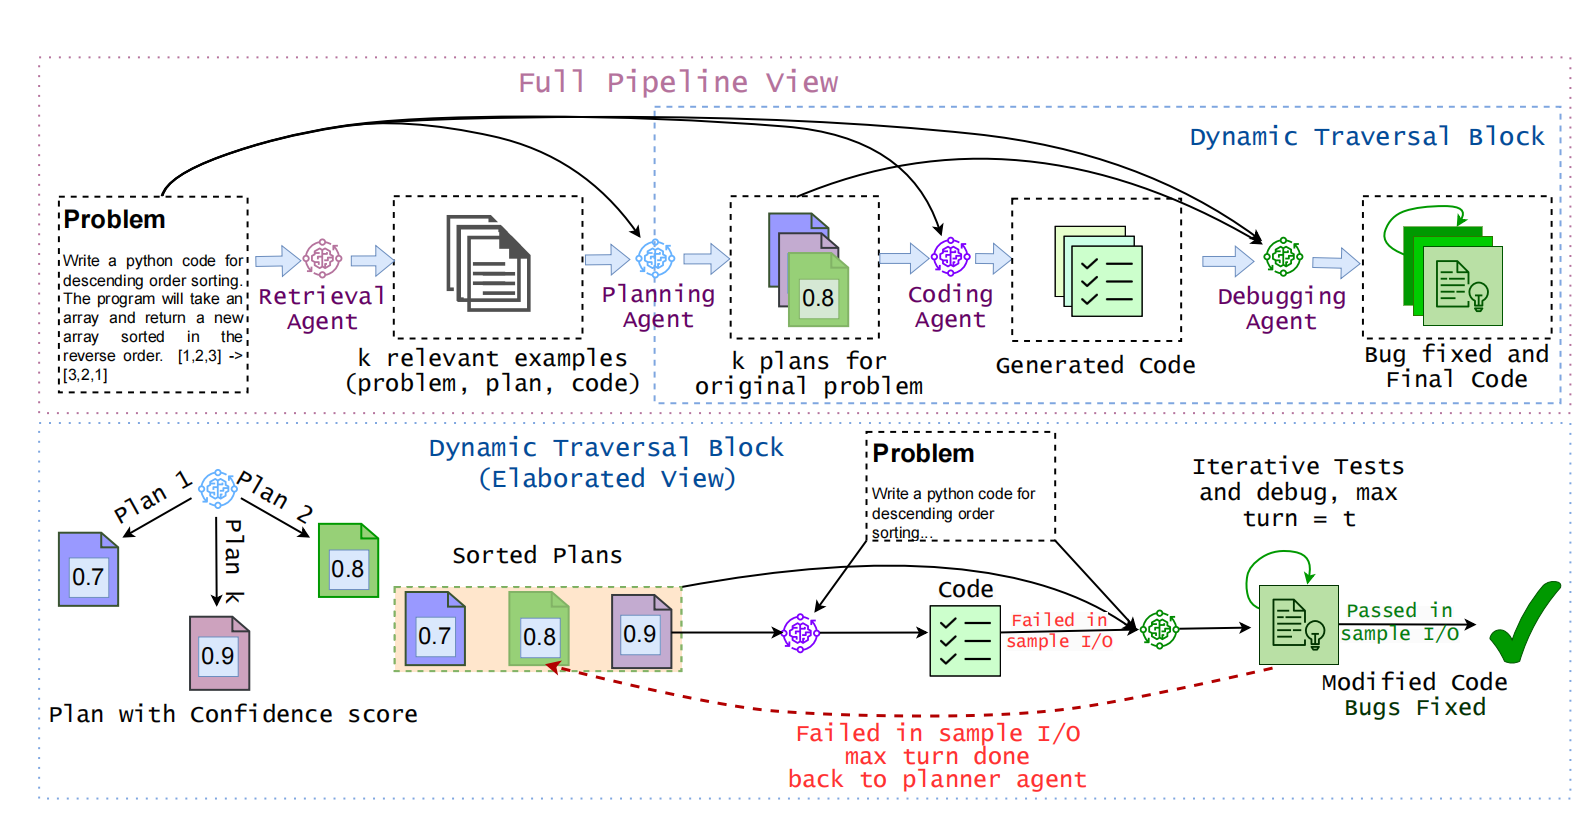 Full Pipeline View
Dynamic Traversal Block
Problem
Write a python code for
descending order sorting.
The program will take an
array and return a new
array sorted in the
reverse order. [1,2,3] ->
[3,2,1]
Retrieval
Agent
k relevant examples
(problem, plan, code)
Planning
Agent
0.8
k plans for
original problem
Coding
Agent
Generated Code
Debugging
Agent
Bug fixed and
Final Code
Dynamic Traversal Block
(Elaborated View)
Plan 1
Plan 2
Plan k
0.7
0.8
0.9
Plan with Confidence score
Sorted Plans
0.7
0.8
0.9
Problem
Write a python code for
descending order
sorting...
Code
Failed in
sample I/O
Iterative Tests
and debug, max
turn = t
Passed in
sample I/O
Modified Code
Bugs Fixed
Failed in sample I/O
max turn done
back to planner agent